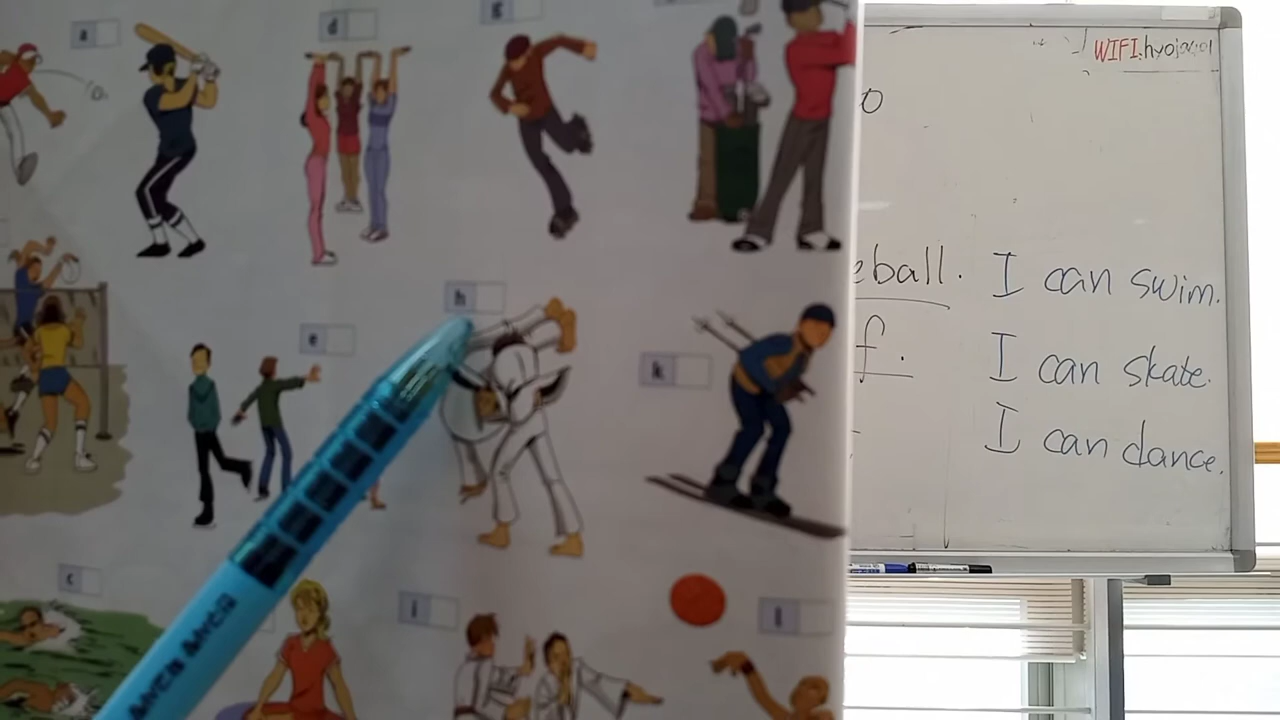 a
d
g
h
e
k
c
i
l
WIFI:
o
eball. I can swim.
f. I can skate.
I can dance.